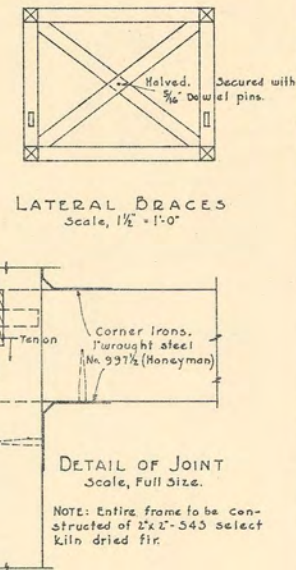 Halved. Secured with
5/16" Dowel pins.
LATERAL BRACES
Scale, 1½" = 1'-0"
Corner Irons.
1" wrought steel
No. 997½ (Honeyman)
Tenon
DETAIL OF JOINT
Scale, Full Size.
NOTE: Entire frame to be con-
structed of 2"x 2"-S4S select
kiln dried fir.